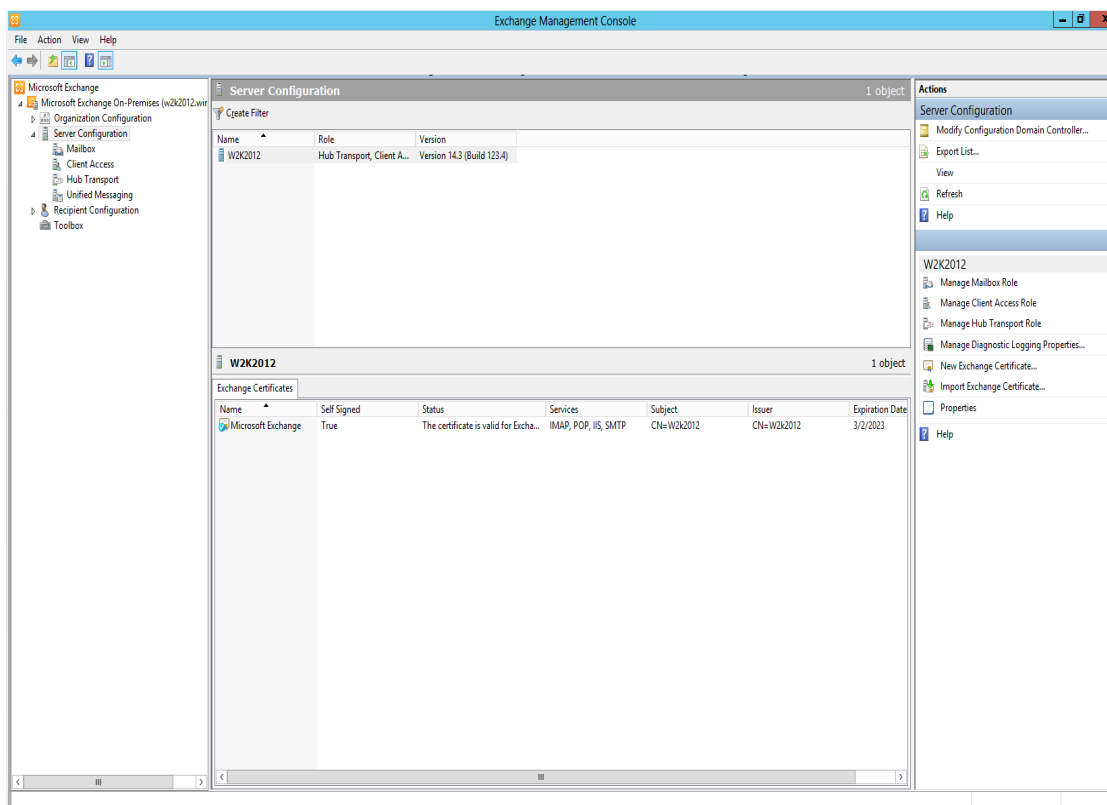 Exchange Management Console
File Action View Help
Microsoft Exchange
Microsoft Exchange On-Premises (w2k2012.wir
Organization Configuration
Server Configuration
Mailbox
Client Access
Hub Transport
Unified Messaging
Recipient Configuration
Toolbox
Server Configuration 1 object
Create Filter
Name Role Version
W2K2012 Hub Transport, Client A... Version 14.3 (Build 123.4)
W2K2012 1 object
Exchange Certificates
Name Self Signed Status Services Subject Issuer Expiration Date
Microsoft Exchange True The certificate is valid for Excha... IMAP, POP, IIS, SMTP CN=W2k2012 CN=W2k2012 3/2/2023
Actions
Server Configuration
Modify Configuration Domain Controller...
Export List...
View
Refresh
Help
W2K2012
Manage Mailbox Role
Manage Client Access Role
Manage Hub Transport Role
Manage Diagnostic Logging Properties...
New Exchange Certificate...
Import Exchange Certificate...
Properties
Help